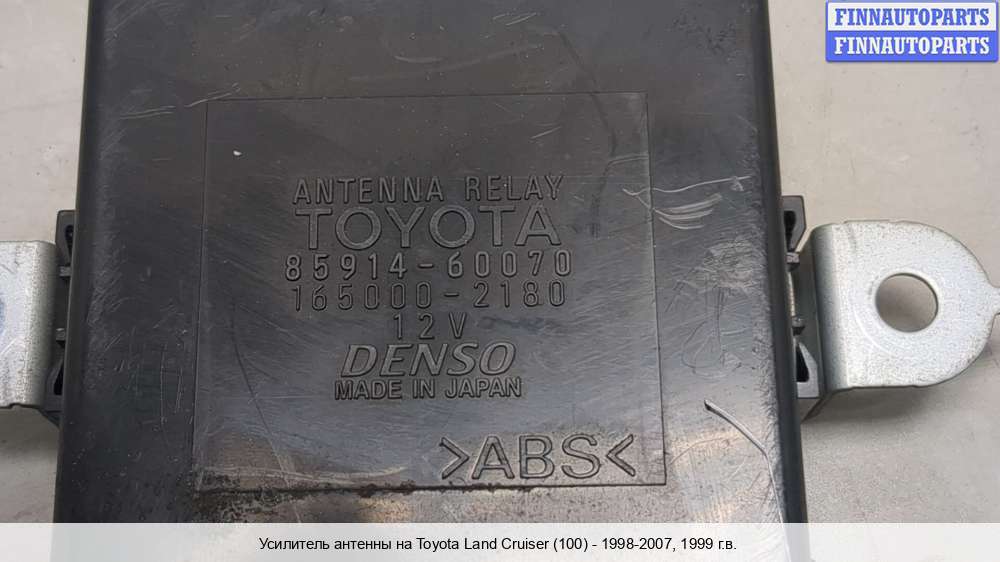 FINNAUTOPARTS
FINNAUTOPARTS
ANTENNA RELAY
TOYOTA
85914-60070
165000-2180
12V
DENSO
MADE IN JAPAN
>ABS<
Усилитель антенны на Toyota Land Cruiser (100) - 1998-2007, 1999 г.в.